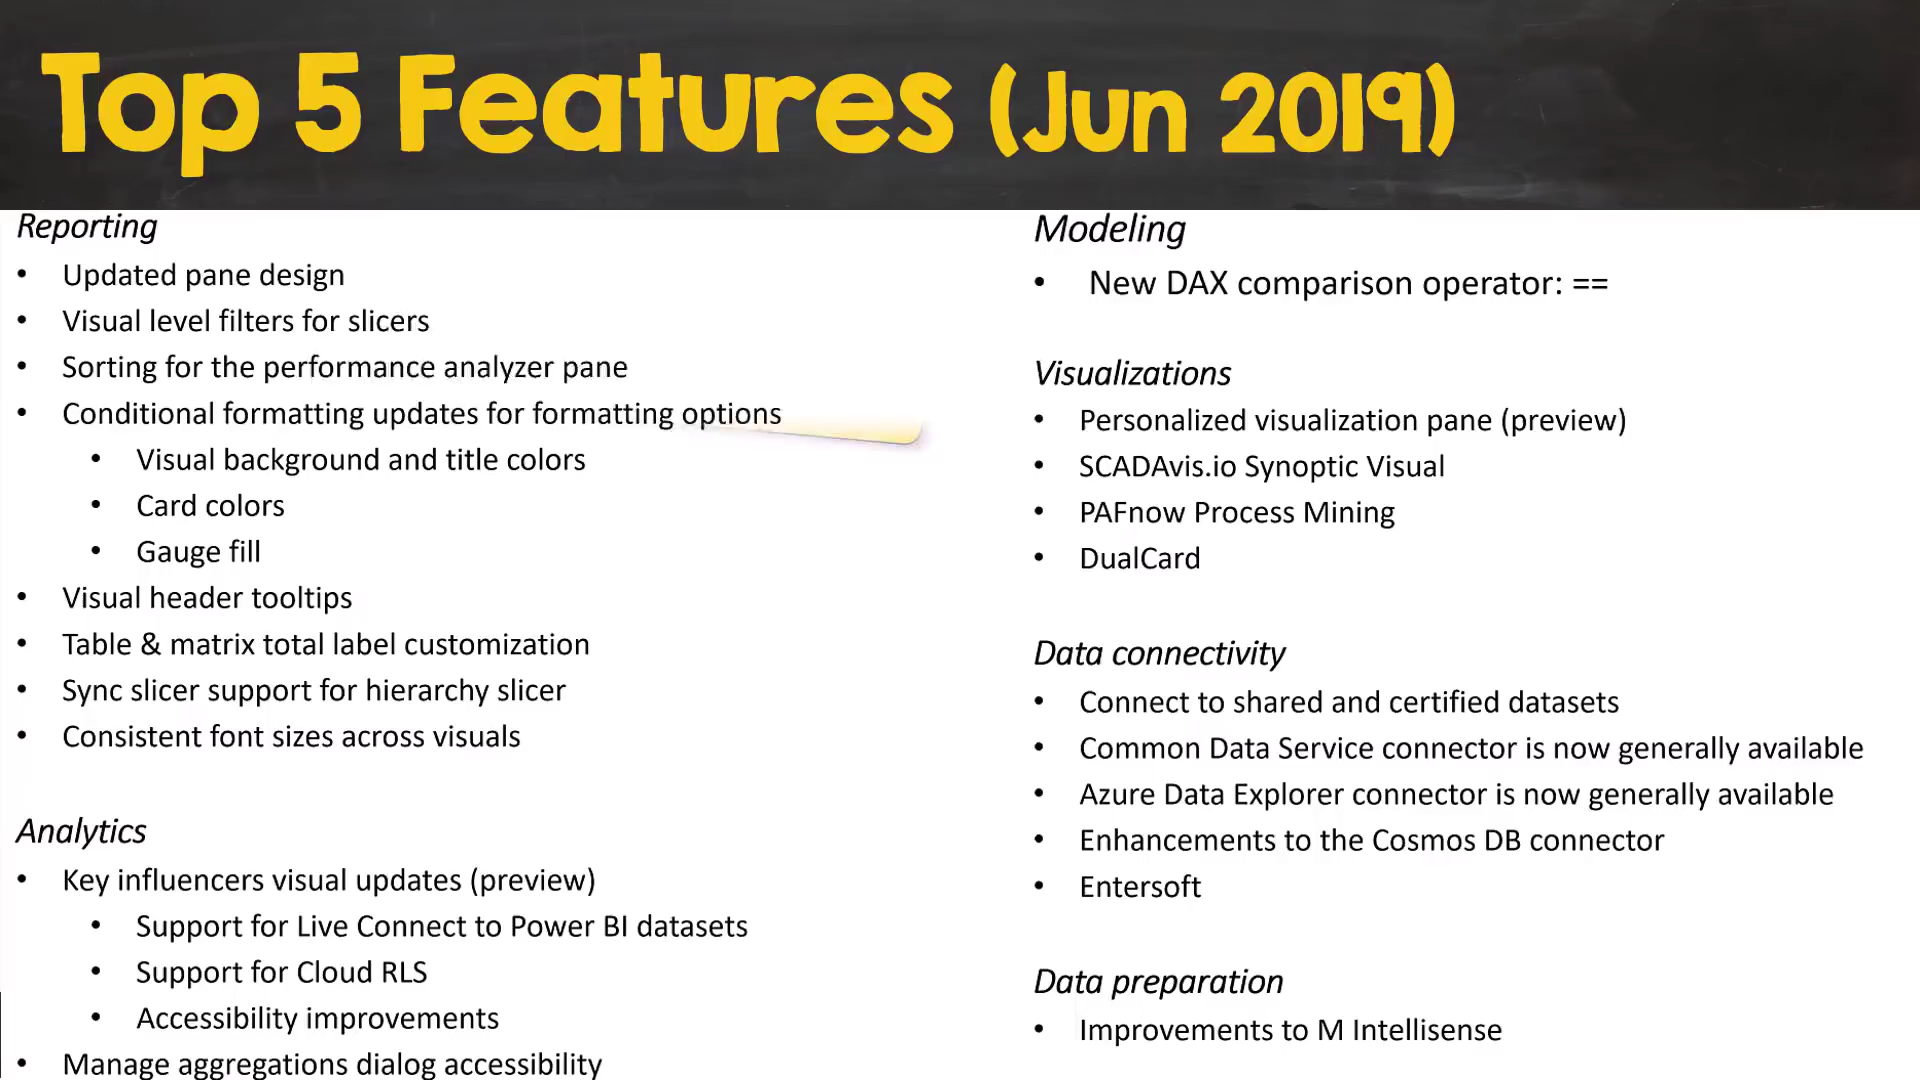 Top 5 Features (Jun 2019)
Reporting
• Updated pane design
• Visual level filters for slicers
• Sorting for the performance analyzer pane
• Conditional formatting updates for formatting options
• Visual background and title colors
• Card colors
• Gauge fill
• Visual header tooltips
• Table & matrix total label customization
• Sync slicer support for hierarchy slicer
• Consistent font sizes across visuals
Analytics
• Key influencers visual updates (preview)
• Support for Live Connect to Power BI datasets
• Support for Cloud RLS
• Accessibility improvements
• Manage aggregations dialog accessibility
Modeling
• New DAX comparison operator: ==
Visualizations
• Personalized visualization pane (preview)
• SCADAvis.io Synoptic Visual
• PAFnow Process Mining
• DualCard
Data connectivity
• Connect to shared and certified datasets
• Common Data Service connector is now generally available
• Azure Data Explorer connector is now generally available
• Enhancements to the Cosmos DB connector
• Entersoft
Data preparation
• Improvements to M Intellisense